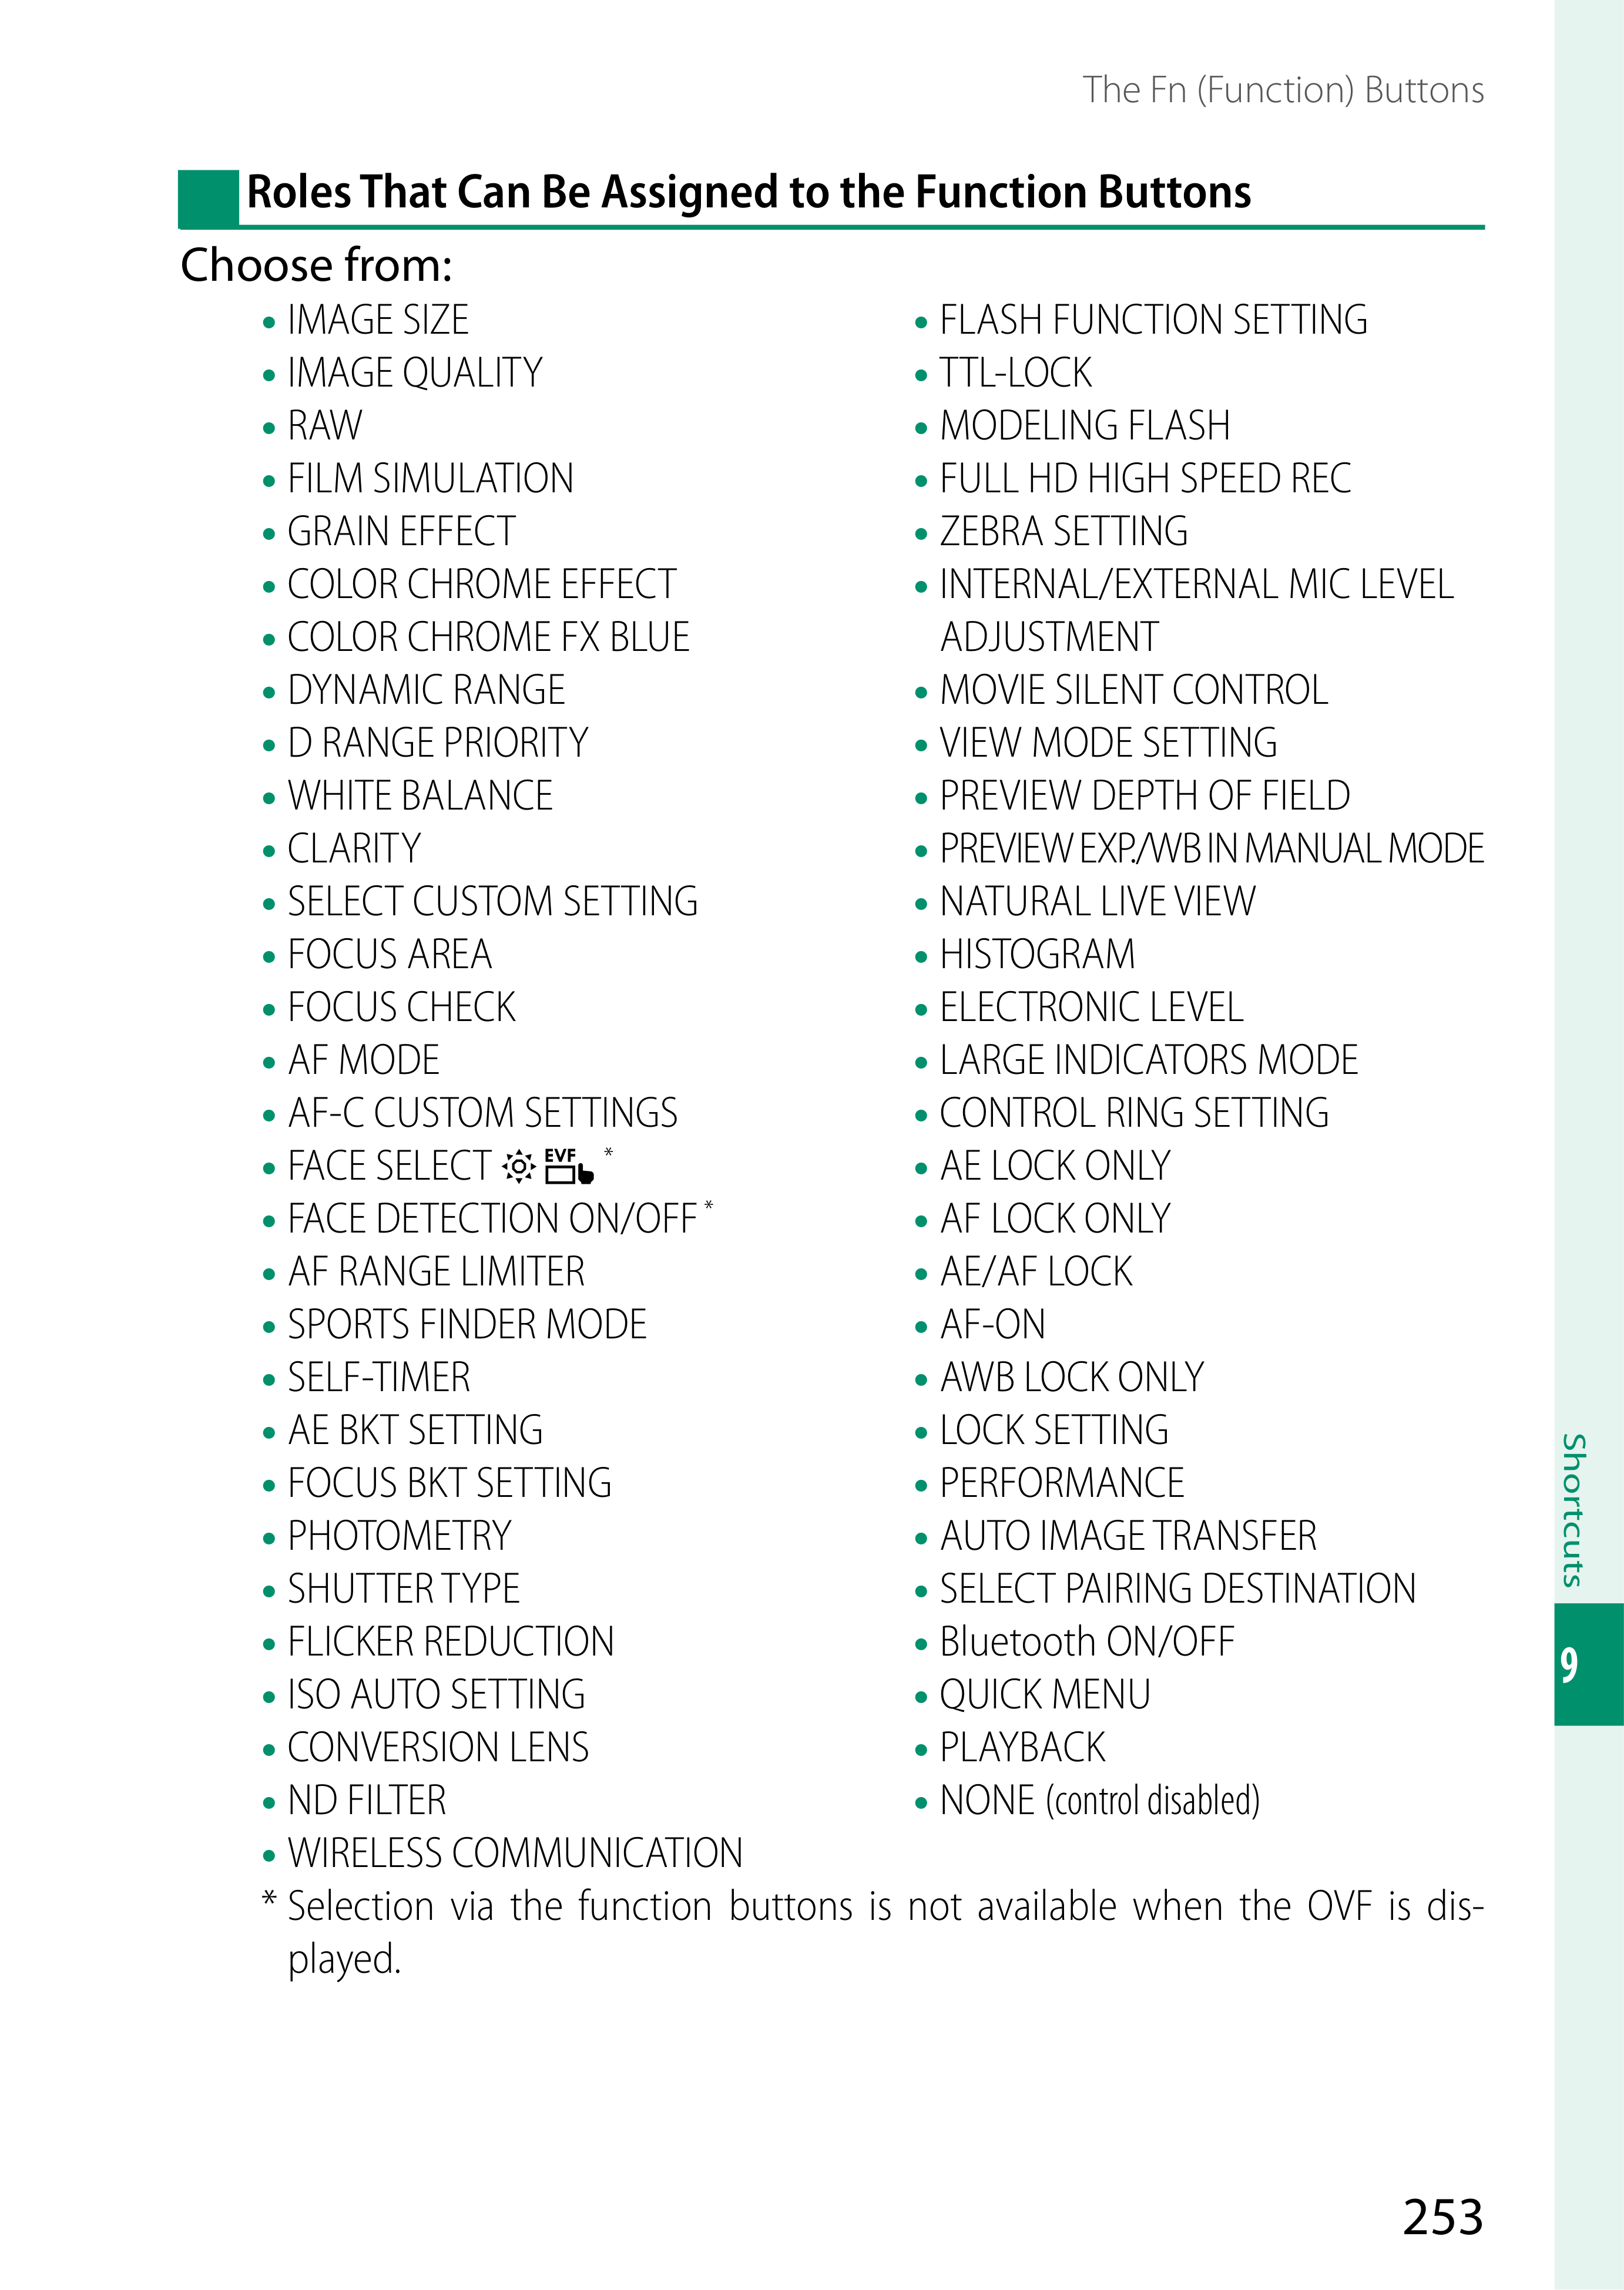 The Fn (Function) Buttons
Roles That Can Be Assigned to the Function Buttons
Choose from:
• IMAGE SIZE
• IMAGE QUALITY
• RAW
• FILM SIMULATION
• GRAIN EFFECT
• COLOR CHROME EFFECT
• COLOR CHROME FX BLUE
• DYNAMIC RANGE
• D RANGE PRIORITY
• WHITE BALANCE
• CLARITY
• SELECT CUSTOM SETTING
• FOCUS AREA
• FOCUS CHECK
• AF MODE
• AF-C CUSTOM SETTINGS
• FACE SELECT EVF *
• FACE DETECTION ON/OFF *
• AF RANGE LIMITER
• SPORTS FINDER MODE
• SELF-TIMER
• AE BKT SETTING
• FOCUS BKT SETTING
• PHOTOMETRY
• SHUTTER TYPE
• FLICKER REDUCTION
• ISO AUTO SETTING
• CONVERSION LENS
• ND FILTER
• WIRELESS COMMUNICATION
• FLASH FUNCTION SETTING
• TTL-LOCK
• MODELING FLASH
• FULL HD HIGH SPEED REC
• ZEBRA SETTING
• INTERNAL/EXTERNAL MIC LEVEL
ADJUSTMENT
• MOVIE SILENT CONTROL
• VIEW MODE SETTING
• PREVIEW DEPTH OF FIELD
• PREVIEW EXP./WB IN MANUAL MODE
• NATURAL LIVE VIEW
• HISTOGRAM
• ELECTRONIC LEVEL
• LARGE INDICATORS MODE
• CONTROL RING SETTING
• AE LOCK ONLY
• AF LOCK ONLY
• AE/AF LOCK
• AF-ON
• AWB LOCK ONLY
• LOCK SETTING
• PERFORMANCE
• AUTO IMAGE TRANSFER
• SELECT PAIRING DESTINATION
• Bluetooth ON/OFF
• QUICK MENU
• PLAYBACK
• NONE (control disabled)
* Selection via the function buttons is not available when the OVF is dis-
played.
Shortcuts
9
253